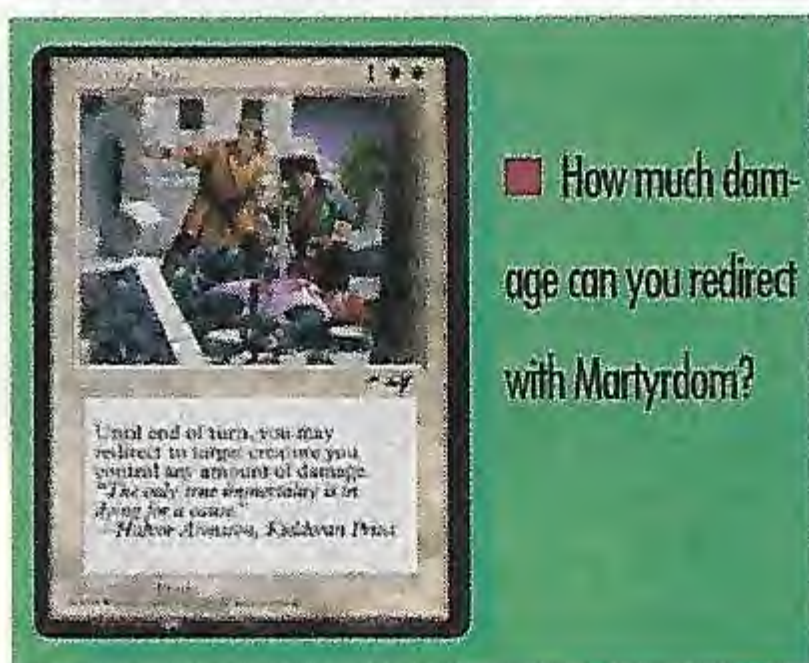 1
How much dam-
age can you redirect
with Martyrdom?
Until end of turn, you may
redirect to target creature you
control any amount of damage.
"The only true immortality is in
dying for a cause."